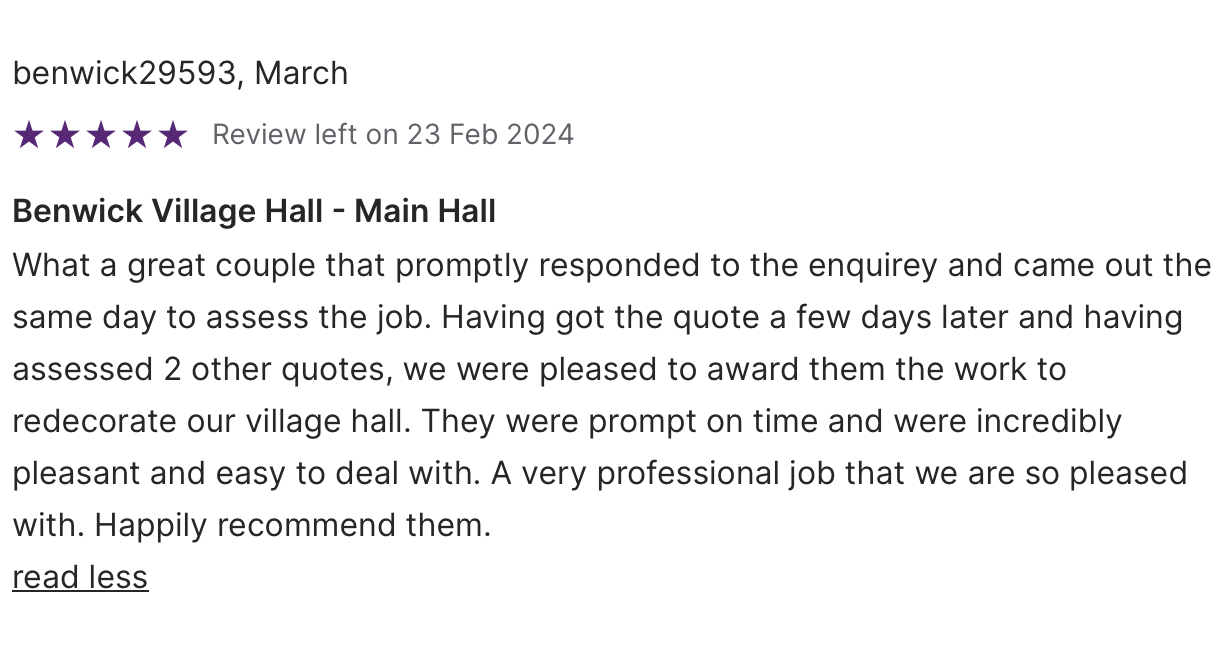 benwick29593, March
★★★★★ Review left on 23 Feb 2024
Benwick Village Hall - Main Hall
What a great couple that promptly responded to the enquirey and came out the
same day to assess the job. Having got the quote a few days later and having
assessed 2 other quotes, we were pleased to award them the work to
redecorate our village hall. They were prompt on time and were incredibly
pleasant and easy to deal with. A very professional job that we are so pleased
with. Happily recommend them.
read less